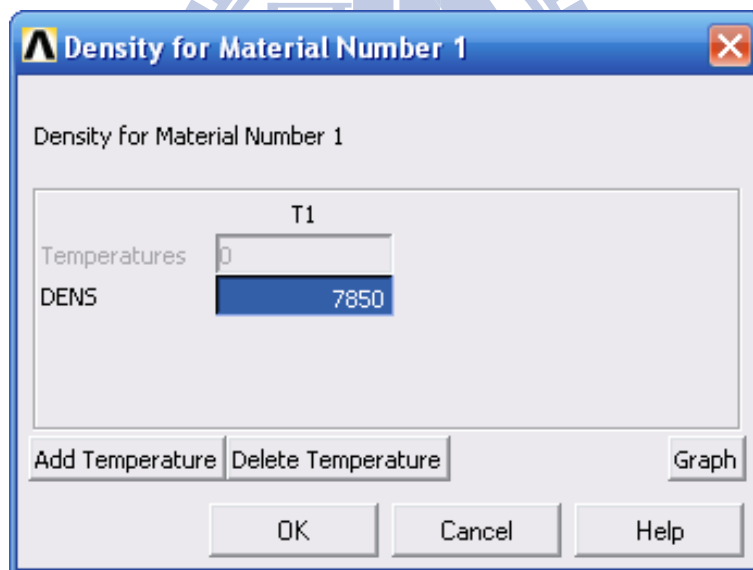 Density for Material Number 1
Density for Material Number 1
T1
Temperatures 0
DENS 7850
Add Temperature Delete Temperature Graph
OK Cancel Help